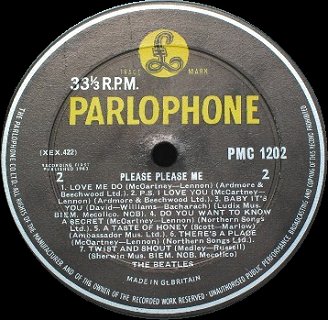 £
TRADE MARK
33⅓ R.P.M.
PARLOPHONE
(XEX.422)
RECORDING FIRST
PUBLISHED 1963
PMC 1202
2
PLEASE PLEASE ME
2
1. LOVE ME DO (McCartney—Lennon) (Ardmore &
Beechwood Ltd.) / 2. P.S. I LOVE YOU (McCartney—
Lennon) (Ardmore & Beechwood Ltd.) / 3. BABY IT'S
YOU (David—Williams—Bacharach) (Ludix Mus.
BIEM. Mecolico. NOB). / 4. DO YOU WANT TO KNOW
A SECRET (McCartney—Lennon) (Northern Songs
Ltd.) / 5. A TASTE OF HONEY (Scott—Marlow)
(Ambassador Mus. Ltd.) / 6. THERE'S A PLACE
(McCartney—Lennon) (Northern Songs Ltd.)
7. TWIST AND SHOUT (Medley—Russell)
(Sherwin Mus. BIEM. NOB. Mecolico)
THE BEATLES
MADE IN GT.BRITAIN
THE PARLOPHONE CO.LTD. ALL RIGHTS OF THE MANUFACTURER AND OF THE OWNER OF THE RECORDED WORK RESERVED · UNAUTHORISED PUBLIC PERFORMANCE, BROADCASTING AND COPYING OF THIS RECORD PROHIBITED